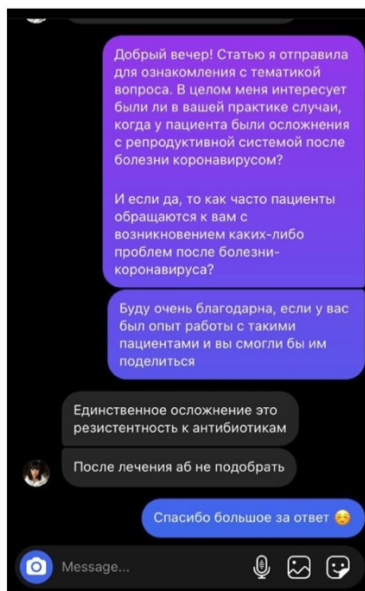 Добрый вечер! Статью я отправила
для ознакомления с тематикой
вопроса. В целом меня интересует
были ли в вашей практике случаи,
когда у пациента были осложнения
с репродуктивной системой после
болезни коронавирусом?
И если да, то как часто пациенты
обращаются к вам с
возникновением каких-либо
проблем после болезни-
коронавируса?
Буду очень благодарна, если у вас
был опыт работы с такими
пациентами и вы смогли бы им
поделиться
Единственное осложнение это
резистентность к антибиотикам
После лечения аб не подобрать
Спасибо большое за ответ ☺️
Message...